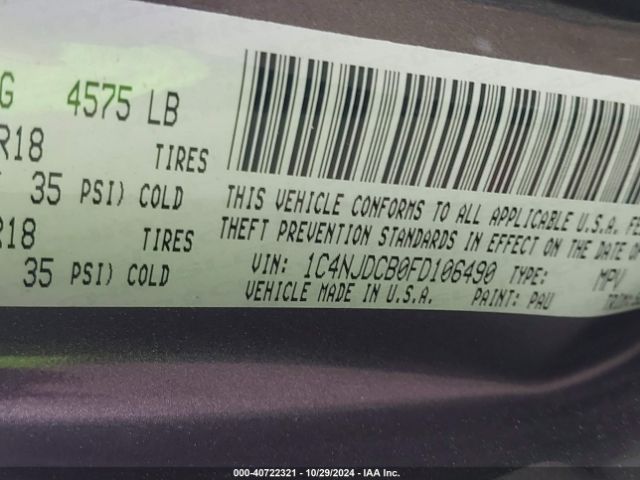 G 4575 LB
R18 TIRES
35 PSI) COLD
R18 TIRES
35 PSI) COLD
THIS VEHICLE CONFORMS TO ALL APPLICABLE U.S.A. FE
THEFT PREVENTION STANDARDS IN EFFECT ON THE DATE OF
VIN: 1C4NJDCB0FD106490 TYPE: MPV
VEHICLE MADE IN U.S.A. PAINT: PAU
000-40722321 | 10/29/2024 | IAA Inc.